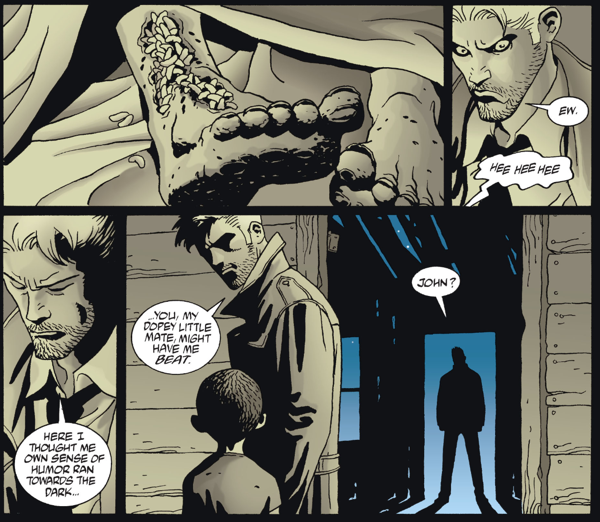 EW.
HEE HEE HEE
HERE I
THOUGHT ME
OWN SENSE OF
HUMOR RAN
TOWARDS THE
DARK...
...YOU, MY
DOPEY LITTLE
MATE, MIGHT
HAVE ME
BEAT.
JOHN?